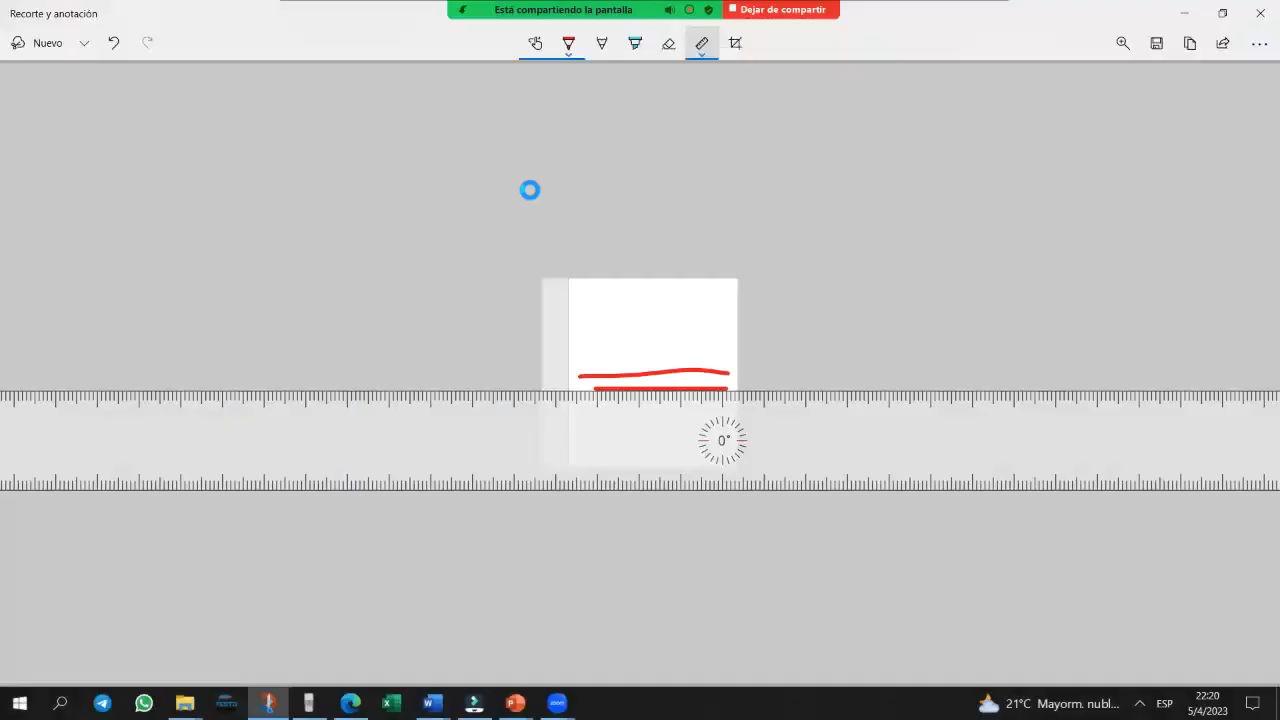 Recorte y anotación
Está compartiendo la pantalla
Dejar de compartir
Nuevo
0°
21°C Mayorm. nubl...
ESP
22:20
5/4/2023